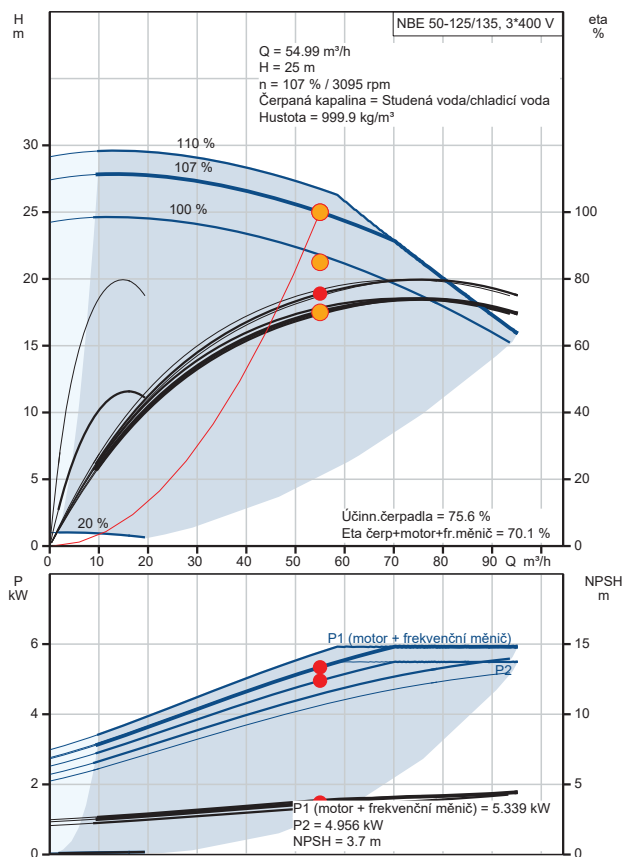 H
m
NBE 50-125/135, 3*400 V
eta
%
Q = 54.99 m³/h
H = 25 m
n = 107 % / 3095 rpm
Čerpaná kapalina = Studená voda/chladicí voda
Hustota = 999.9 kg/m³
110 %
107 %
100 %
20 %
30
25
20
15
10
5
0
100
80
60
40
20
0
Účinn.čerpadla = 75.6 %
Eta čerp+motor+fr.měnič = 70.1 %
0 10 20 30 40 50 60 70 80 90 Q m³/h
P
kW
NPSH
m
P1 (motor + frekvenční měnič)
P2
6
4
2
0
15
10
5
0
P1 (motor + frekvenční měnič) = 5.339 kW
P2 = 4.956 kW
NPSH = 3.7 m